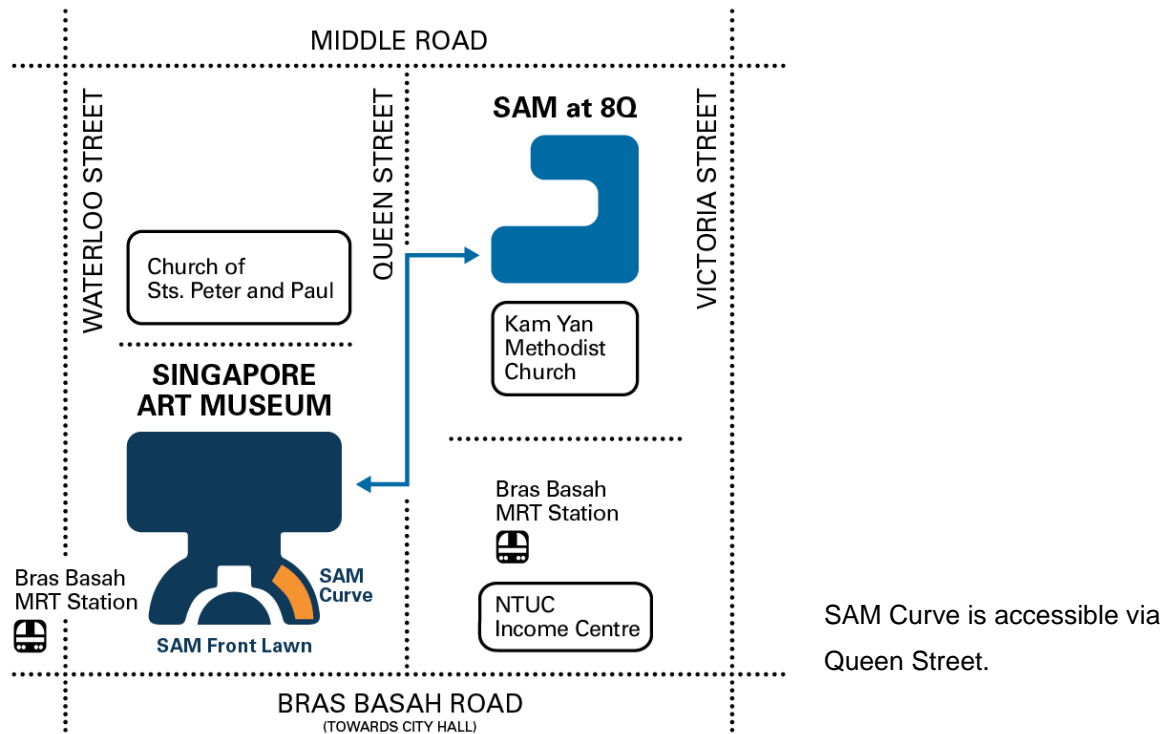 MIDDLE ROAD
WATERLOO STREET
QUEEN STREET
SAM at 8Q
VICTORIA STREET
Church of
Sts. Peter and Paul
Kam Yan
Methodist
Church
SINGAPORE
ART MUSEUM
Bras Basah
MRT Station
Bras Basah
MRT Station
SAM
Curve
SAM Front Lawn
NTUC
Income Centre
SAM Curve is accessible via
Queen Street.
BRAS BASAH ROAD
(TOWARDS CITY HALL)